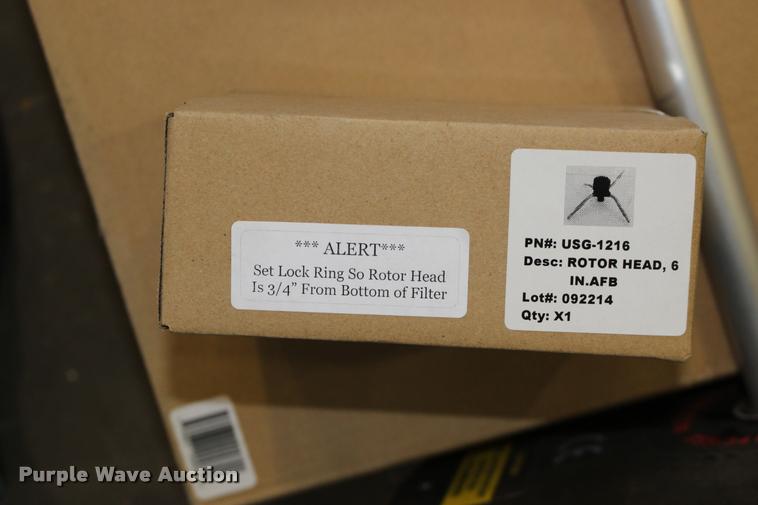 *** ALERT***
Set Lock Ring So Rotor Head
Is 3/4” From Bottom of Filter
PN#: USG-1216
Desc: ROTOR HEAD, 6
IN.AFB
Lot#: 092214
Qty: X1
Purple Wave Auction